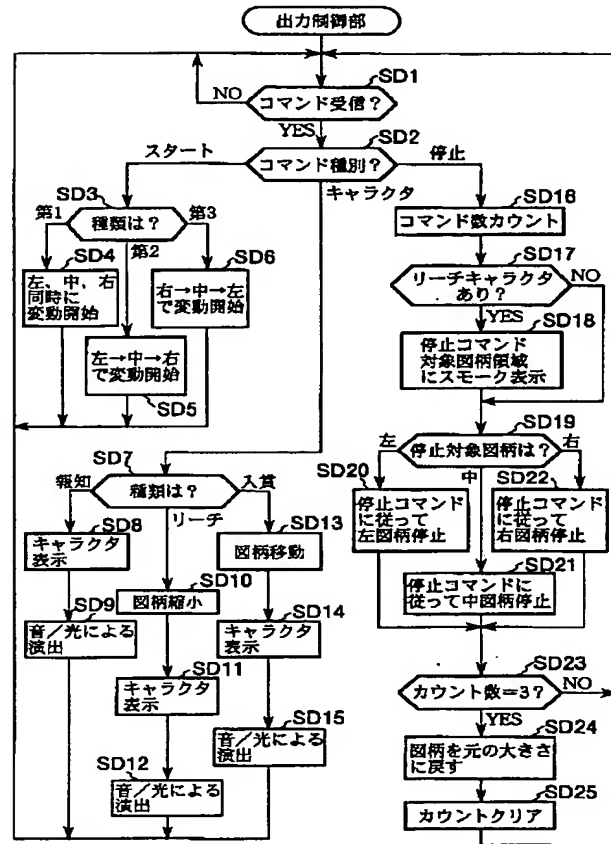 出力制御部
SD1
コマンド受信？
NO
YES
SD2
コマンド種別？
スタート
キャラクタ
停止
SD3
種類は？
第1
第2
第3
SD4
左、中、右
同時に
変動開始
SD6
右→中→左
で変動開始
左→中→右
で変動開始
SD5
SD7
種類は？
報知
リーチ
入賞
SD8
キャラクタ
表示
SD9
音／光による
演出
SD10
図柄縮小
SD11
キャラクタ
表示
SD12
音／光による
演出
SD13
図柄移動
SD14
キャラクタ
表示
SD15
音／光による
演出
SD16
コマンド数カウント
SD17
リーチキャラクタ
あり？
NO
YES
SD18
停止コマンド
対象図柄領域
にスモーク表示
SD19
停止対象図柄は？
左
中
右
SD20
停止コマンド
に従って
左図柄停止
SD22
停止コマンド
に従って
右図柄停止
SD21
停止コマンドに
従って中図柄停止
SD23
カウント数=3？
NO
YES
SD24
図柄を元の大きさ
に戻す
SD25
カウントクリア